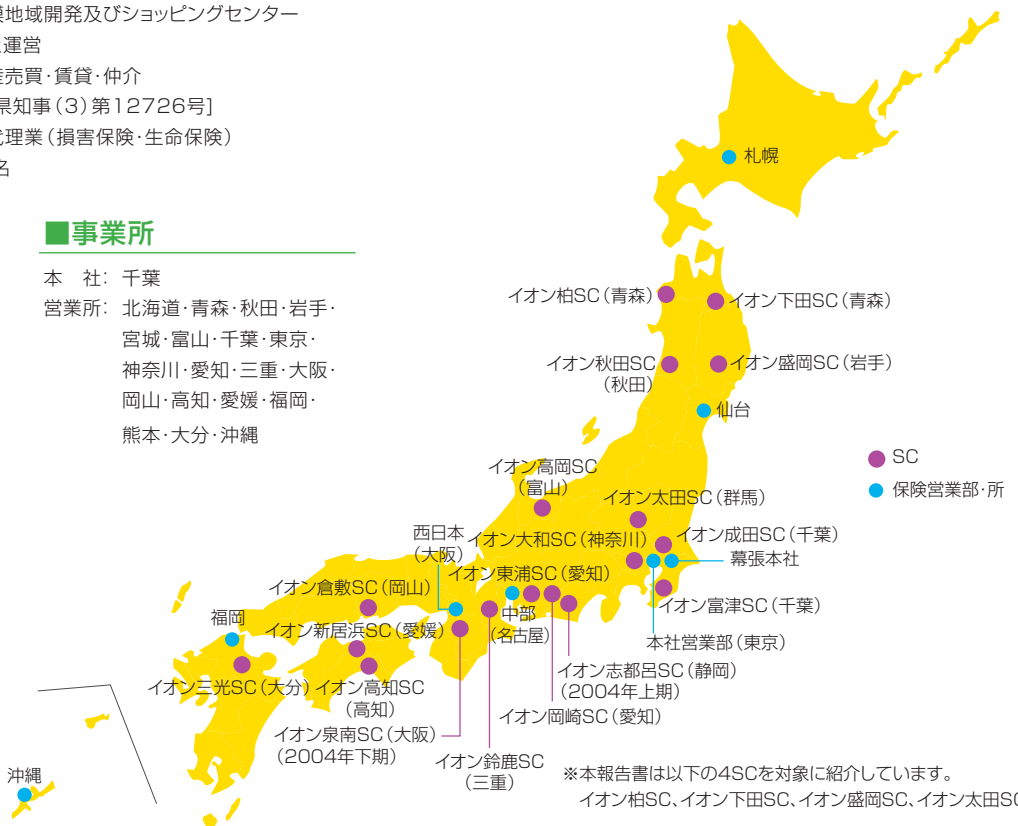 地域開発及びショッピングセンター
運営
売買・賃貸・仲介
県知事（3）第12726号]
代理業（損害保険・生命保険）
名
■事業所
本　社： 千葉
営業所： 北海道・青森・秋田・岩手・
宮城・富山・千葉・東京・
神奈川・愛知・三重・大阪・
岡山・高知・愛媛・福岡・
熊本・大分・沖縄
札幌
イオン柏SC（青森）
イオン下田SC（青森）
イオン秋田SC
（秋田）
イオン盛岡SC（岩手）
仙台
SC
保険営業部・所
イオン高岡SC
（富山）
イオン太田SC（群馬）
西日本
（大阪）
イオン大和SC（神奈川）
イオン成田SC（千葉）
幕張本社
イオン東浦SC（愛知）
イオン倉敷SC（岡山）
イオン富津SC（千葉）
福岡
イオン新居浜SC（愛媛）
中部
（名古屋）
本社営業部（東京）
イオン三光SC（大分）
イオン高知SC
（高知）
イオン志都呂SC（静岡）
（2004年上期）
イオン岡崎SC（愛知）
イオン泉南SC（大阪）
（2004年下期）
イオン鈴鹿SC
（三重）
沖縄
※本報告書は以下の4SCを対象に紹介しています。
イオン柏SC、イオン下田SC、イオン盛岡SC、イオン太田SC